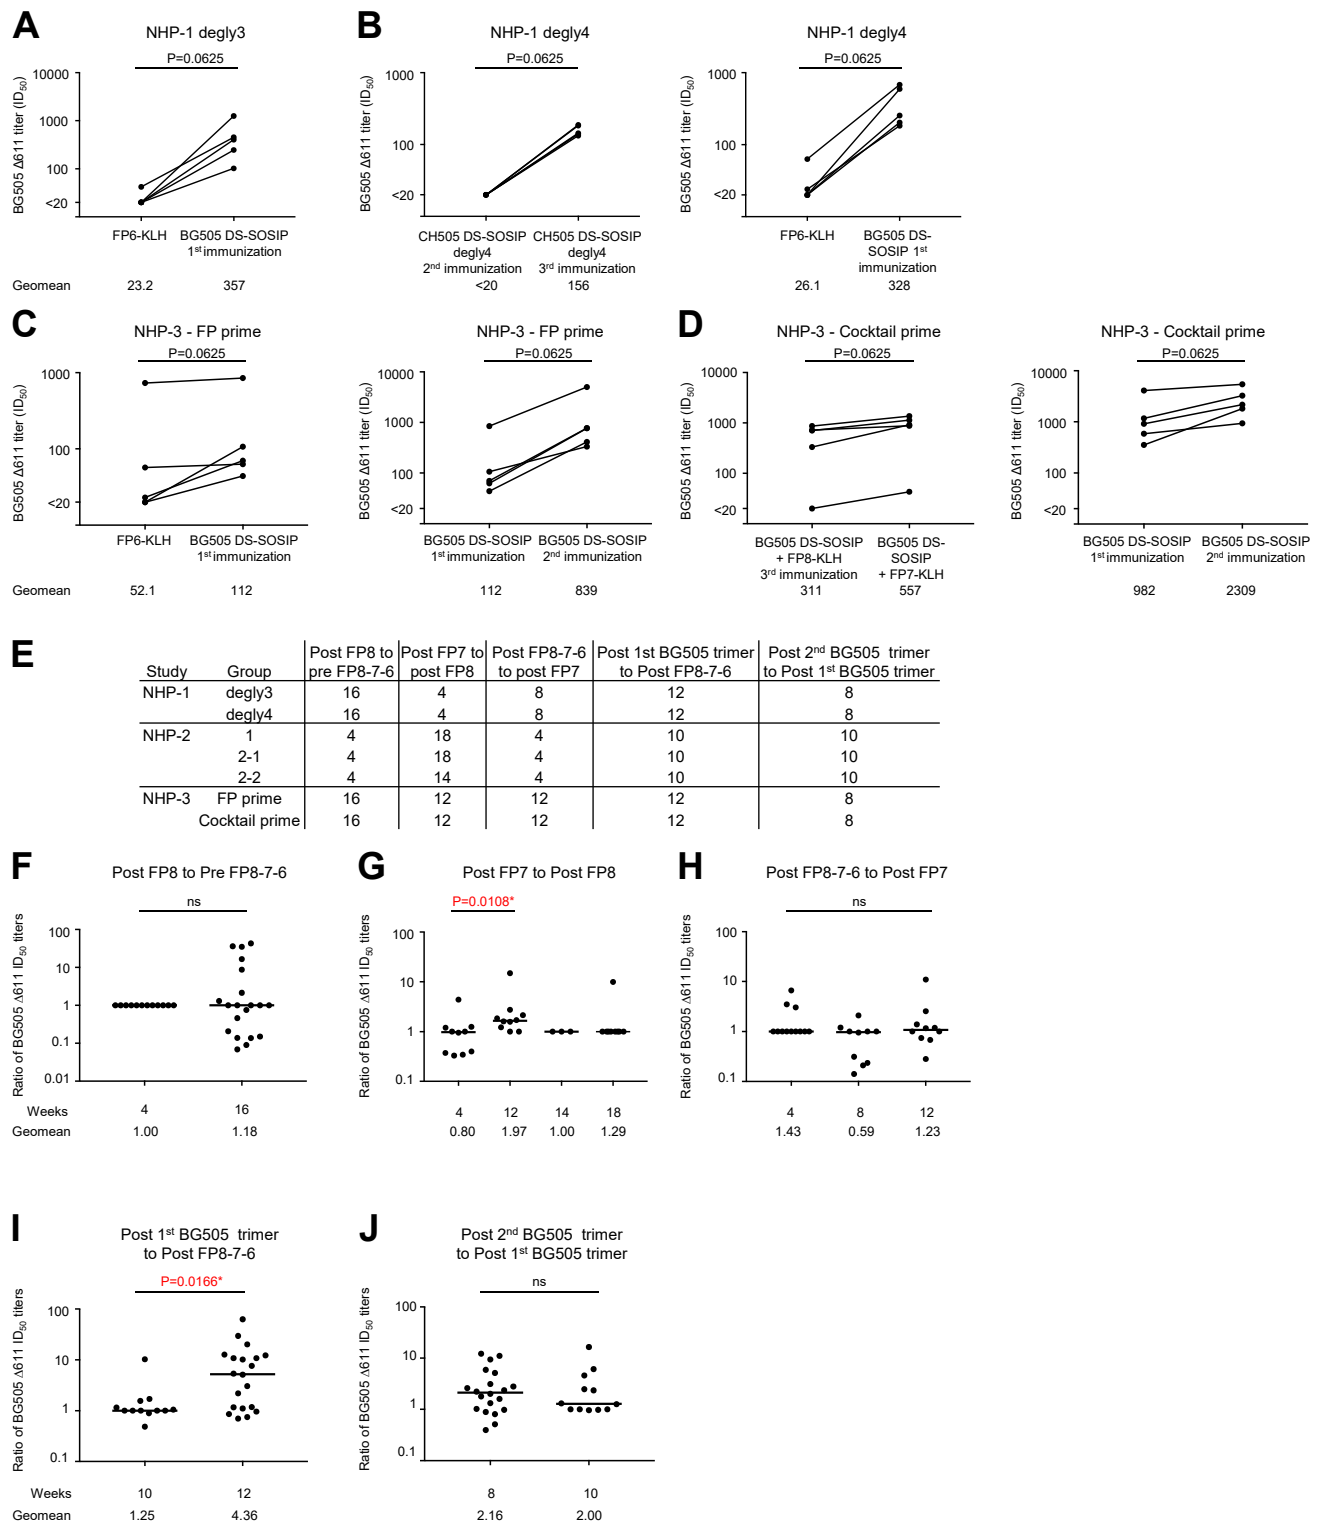 A
NHP-1 degly3
P=0.0625
BG505 Δ611 titer (ID50)
10000
1000
100
<20
FP6-KLH
BG505 DS-SOSIP
1st immunization
Geomean 23.2 357
B
NHP-1 degly4
P=0.0625
BG505 Δ611 titer (ID50)
1000
100
<20
CH505 DS-SOSIP
degly4
2nd immunization
CH505 DS-SOSIP
degly4
3rd immunization
<20 156
NHP-1 degly4
P=0.0625
BG505 Δ611 titer (ID50)
1000
100
<20
FP6-KLH
BG505 DS-
SOSIP 1st
immunization
26.1 328
C
NHP-3 - FP prime
P=0.0625
BG505 Δ611 titer (ID50)
1000
100
<20
FP6-KLH
BG505 DS-SOSIP
1st immunization
Geomean 52.1 112
NHP-3 - FP prime
P=0.0625
BG505 Δ611 titer (ID50)
10000
1000
100
<20
BG505 DS-SOSIP
1st immunization
BG505 DS-SOSIP
2nd immunization
112 839
D
NHP-3 - Cocktail prime
P=0.0625
BG505 Δ611 titer (ID50)
10000
1000
100
<20
BG505 DS-SOSIP
+ FP8-KLH
3rd immunization
BG505 DS-
SOSIP
+ FP7-KLH
311 557
NHP-3 - Cocktail prime
P=0.0625
BG505 Δ611 titer (ID50)
10000
1000
100
<20
BG505 DS-SOSIP
1st immunization
BG505 DS-SOSIP
2nd immunization
982 2309
E
Post FP8 to Post FP7 to Post FP8-7-6 Post 1st BG505 trimer Post 2nd BG505 trimer
Study Group pre FP8-7-6 post FP8 to post FP7 to Post FP8-7-6 to Post 1st BG505 trimer
NHP-1 degly3 16 4 8 12 8
degly4 16 4 8 12 8
NHP-2 1 4 18 4 10 10
2-1 4 18 4 10 10
2-2 4 14 4 10 10
NHP-3 FP prime 16 12 12 12 8
Cocktail prime 16 12 12 12 8
F
Post FP8 to Pre FP8-7-6
ns
Ratio of BG505 Δ611 ID50 titers
100
10
1
0.1
0.01
Weeks 4 16
Geomean 1.00 1.18
G
Post FP7 to Post FP8
P=0.0108*
Ratio of BG505 Δ611 ID50 titers
100
10
1
0.1
4 12 14 18
0.80 1.97 1.00 1.29
H
Post FP8-7-6 to Post FP7
ns
Ratio of BG505 Δ611 ID50 titers
100
10
1
0.1
4 8 12
1.43 0.59 1.23
I
Post 1st BG505 trimer
to Post FP8-7-6
P=0.0166*
Ratio of BG505 Δ611 ID50 titers
100
10
1
0.1
Weeks 10 12
Geomean 1.25 4.36
J
Post 2nd BG505 trimer
to Post 1st BG505 trimer
ns
Ratio of BG505 Δ611 ID50 titers
100
10
1
0.1
8 10
2.16 2.00